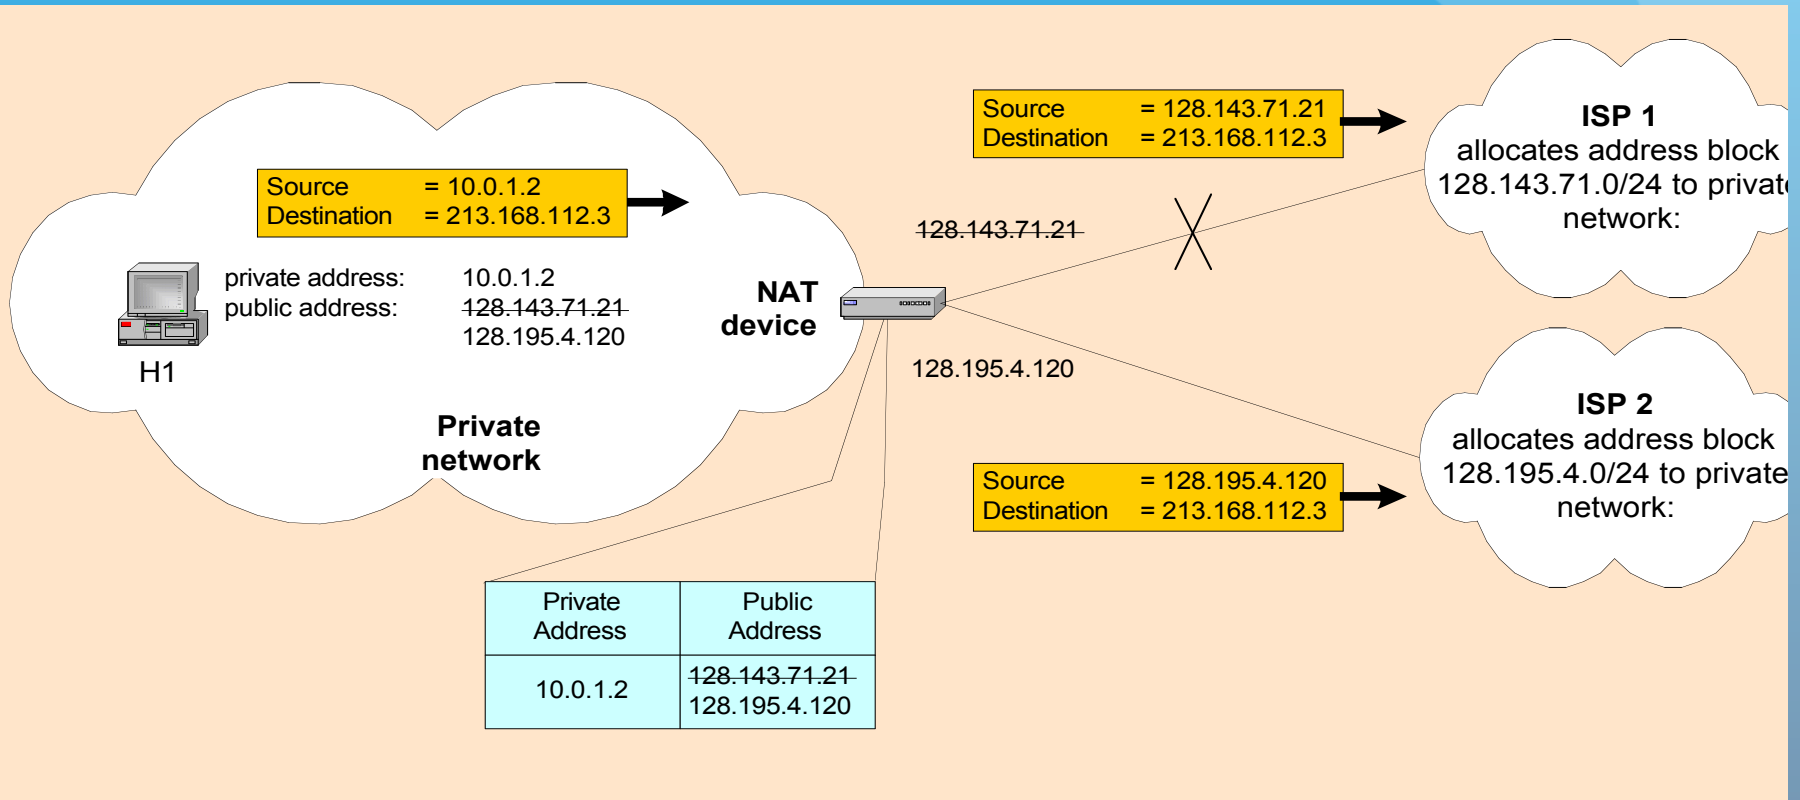 Source = 128.143.71.21
Destination = 213.168.112.3
ISP 1
allocates address block
128.143.71.0/24 to private
network:
Source = 10.0.1.2
Destination = 213.168.112.3
128.143.71.21
private address: 10.0.1.2
public address: 128.143.71.21
128.195.4.120
H1
NAT
device
128.195.4.120
Private
network
ISP 2
allocates address block
128.195.4.0/24 to private
network:
Source = 128.195.4.120
Destination = 213.168.112.3
Private
Address
Public
Address
10.0.1.2
128.143.71.21
128.195.4.120